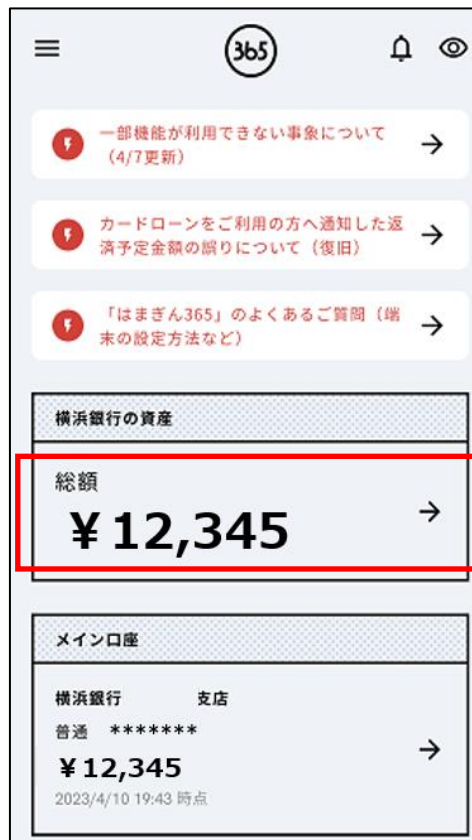 365
一部機能が利用できない事象について
（4/7更新）
カードローンをご利用の方へ通知した返
済予定金額の誤りについて（復旧）
「はまぎん365」のよくあるご質問（端
末の設定方法など）
横浜銀行の資産
総額
￥12,345
メイン口座
横浜銀行　　　　支店
普通　*******
￥12,345
2023/4/10 19:43 時点